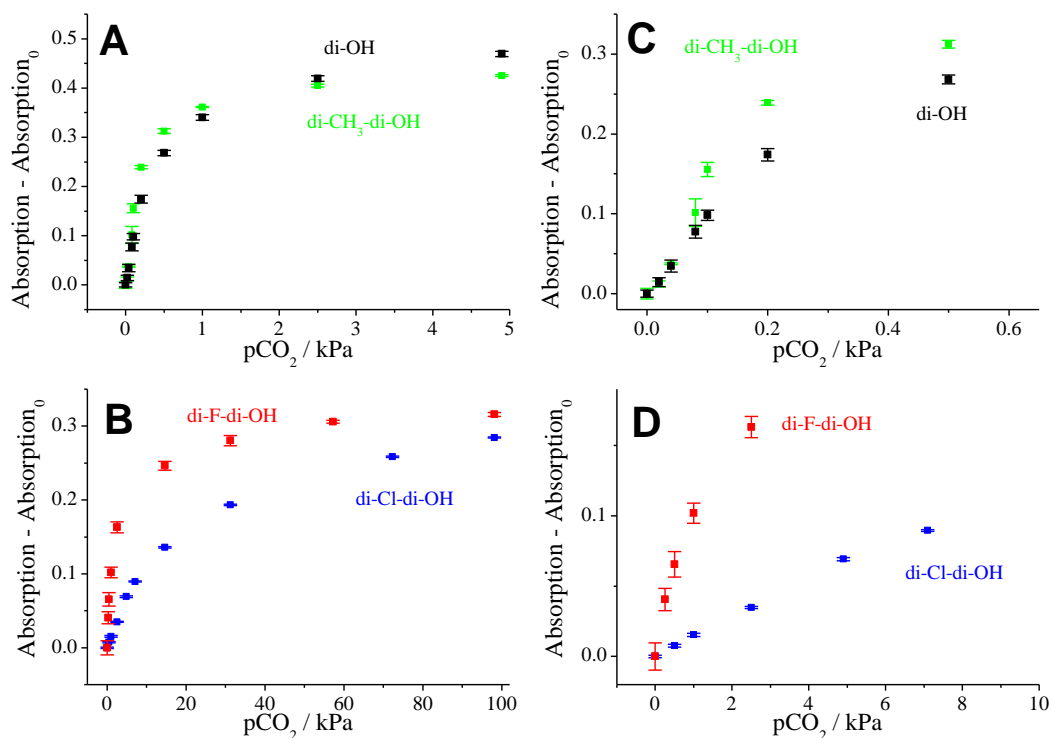 A
di-OH
di-CH₃-di-OH
Absorption - Absorption₀
0.5
0.4
0.3
0.2
0.1
0.0
0 1 2 3 4 5
pCO₂ / kPa
C
di-CH₃-di-OH
di-OH
Absorption - Absorption₀
0.3
0.2
0.1
0.0
0.0 0.2 0.4 0.6
pCO₂ / kPa
B
di-F-di-OH
di-Cl-di-OH
Absorption - Absorption₀
0.3
0.2
0.1
0.0
0 20 40 60 80 100
pCO₂ / kPa
D
di-F-di-OH
di-Cl-di-OH
Absorption - Absorption₀
0.1
0.0
0 2 4 6 8 10
pCO₂ / kPa